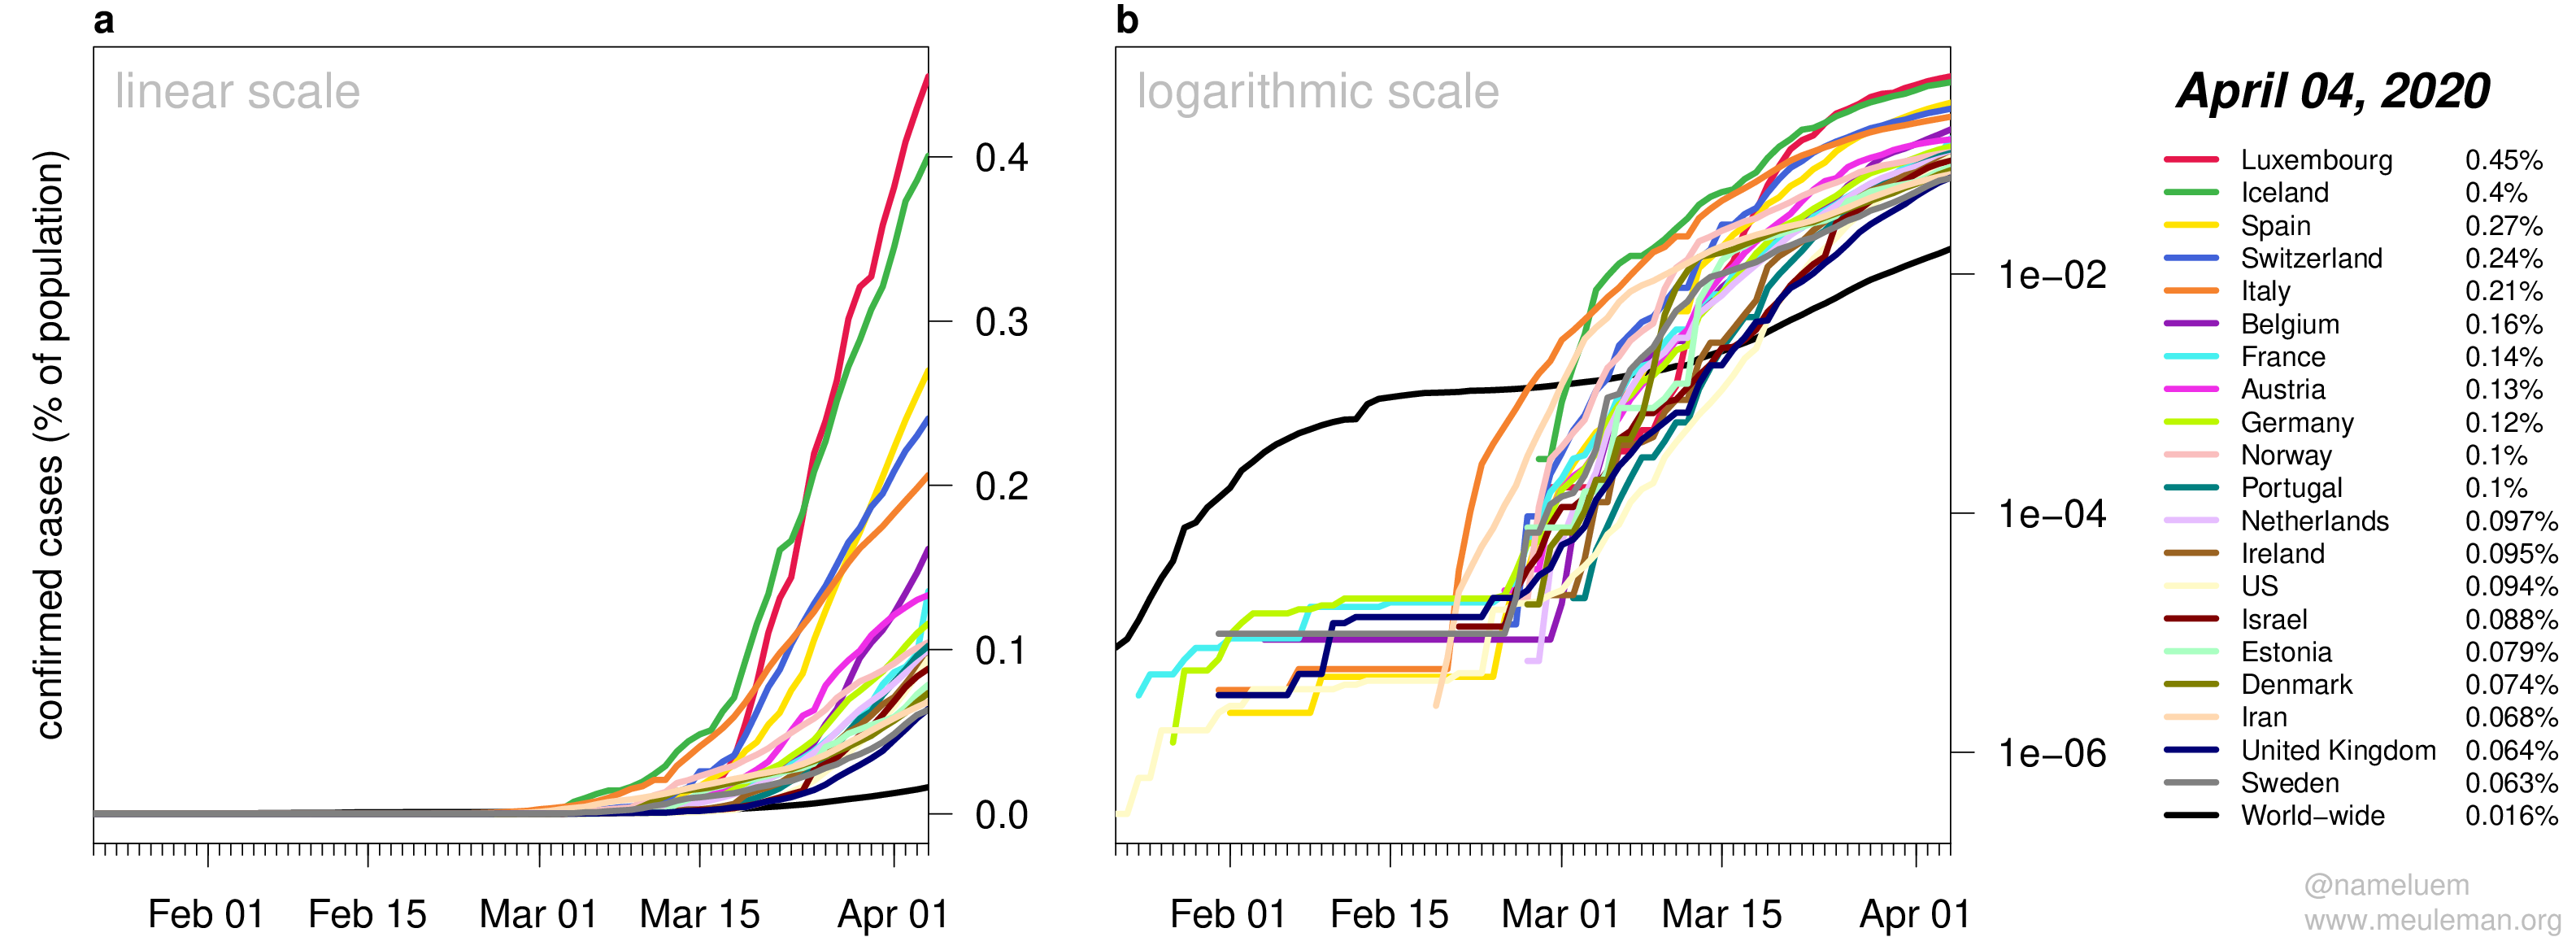 a
linear scale
confirmed cases (% of population)
0.4
0.3
0.2
0.1
0.0
Feb 01 Feb 15 Mar 01 Mar 15 Apr 01
b
logarithmic scale
1e−02
1e−04
1e−06
Feb 01 Feb 15 Mar 01 Mar 15 Apr 01
April 04, 2020
Luxembourg 0.45%
Iceland 0.4%
Spain 0.27%
Switzerland 0.24%
Italy 0.21%
Belgium 0.16%
France 0.14%
Austria 0.13%
Germany 0.12%
Norway 0.1%
Portugal 0.1%
Netherlands 0.097%
Ireland 0.095%
US 0.094%
Israel 0.088%
Estonia 0.079%
Denmark 0.074%
Iran 0.068%
United Kingdom 0.064%
Sweden 0.063%
World−wide 0.016%
@nameluem
www.meuleman.org